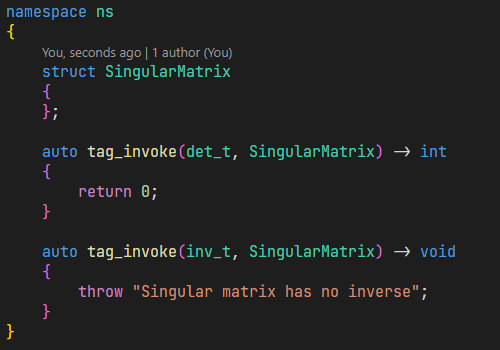 namespace ns
{
You, seconds ago | 1 author (You)
struct SingularMatrix
{
};
auto tag_invoke(det_t, SingularMatrix) -> int
{
return 0;
}
auto tag_invoke(inv_t, SingularMatrix) -> void
{
throw "Singular matrix has no inverse";
}
}